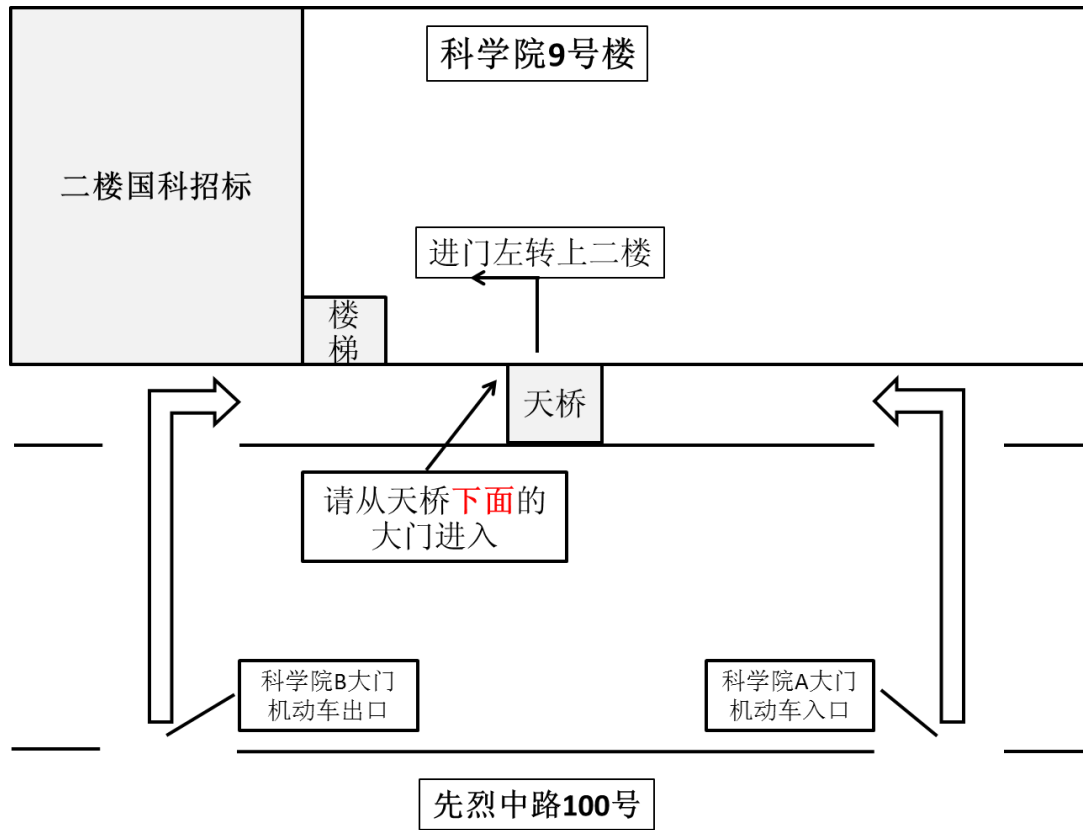 科学院9号楼
二楼国科招标
进门左转上二楼
楼
梯
天桥
请从天桥下面的
大门进入
科学院B大门
机动车出口
科学院A大门
机动车入口
先烈中路100号